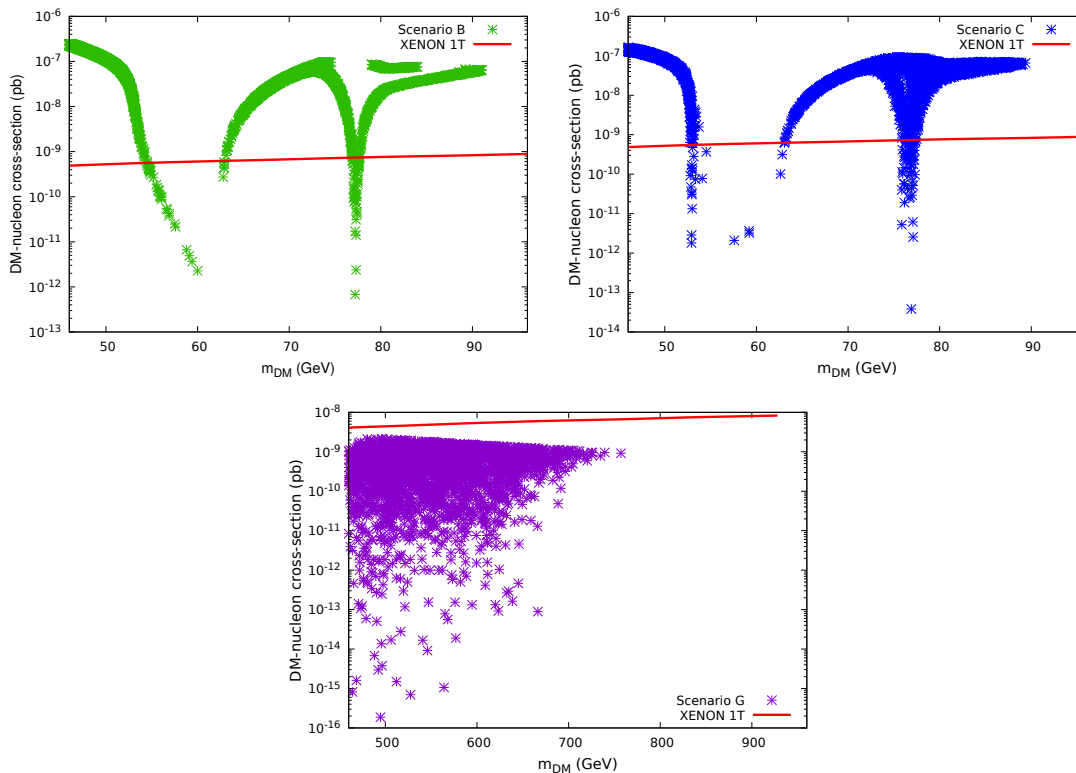 10^-6
10^-7
10^-8
10^-9
10^-10
10^-11
10^-12
10^-13
50 60 70 80 90
DM-nucleon cross-section (pb)
m_DM (GeV)
Scenario B
XENON 1T
10^-6
10^-7
10^-8
10^-9
10^-10
10^-11
10^-12
10^-13
10^-14
50 60 70 80 90
DM-nucleon cross-section (pb)
m_DM (GeV)
Scenario C
XENON 1T
10^-8
10^-9
10^-10
10^-11
10^-12
10^-13
10^-14
10^-15
10^-16
500 600 700 800 900
DM-nucleon cross-section (pb)
m_DM (GeV)
Scenario G
XENON 1T